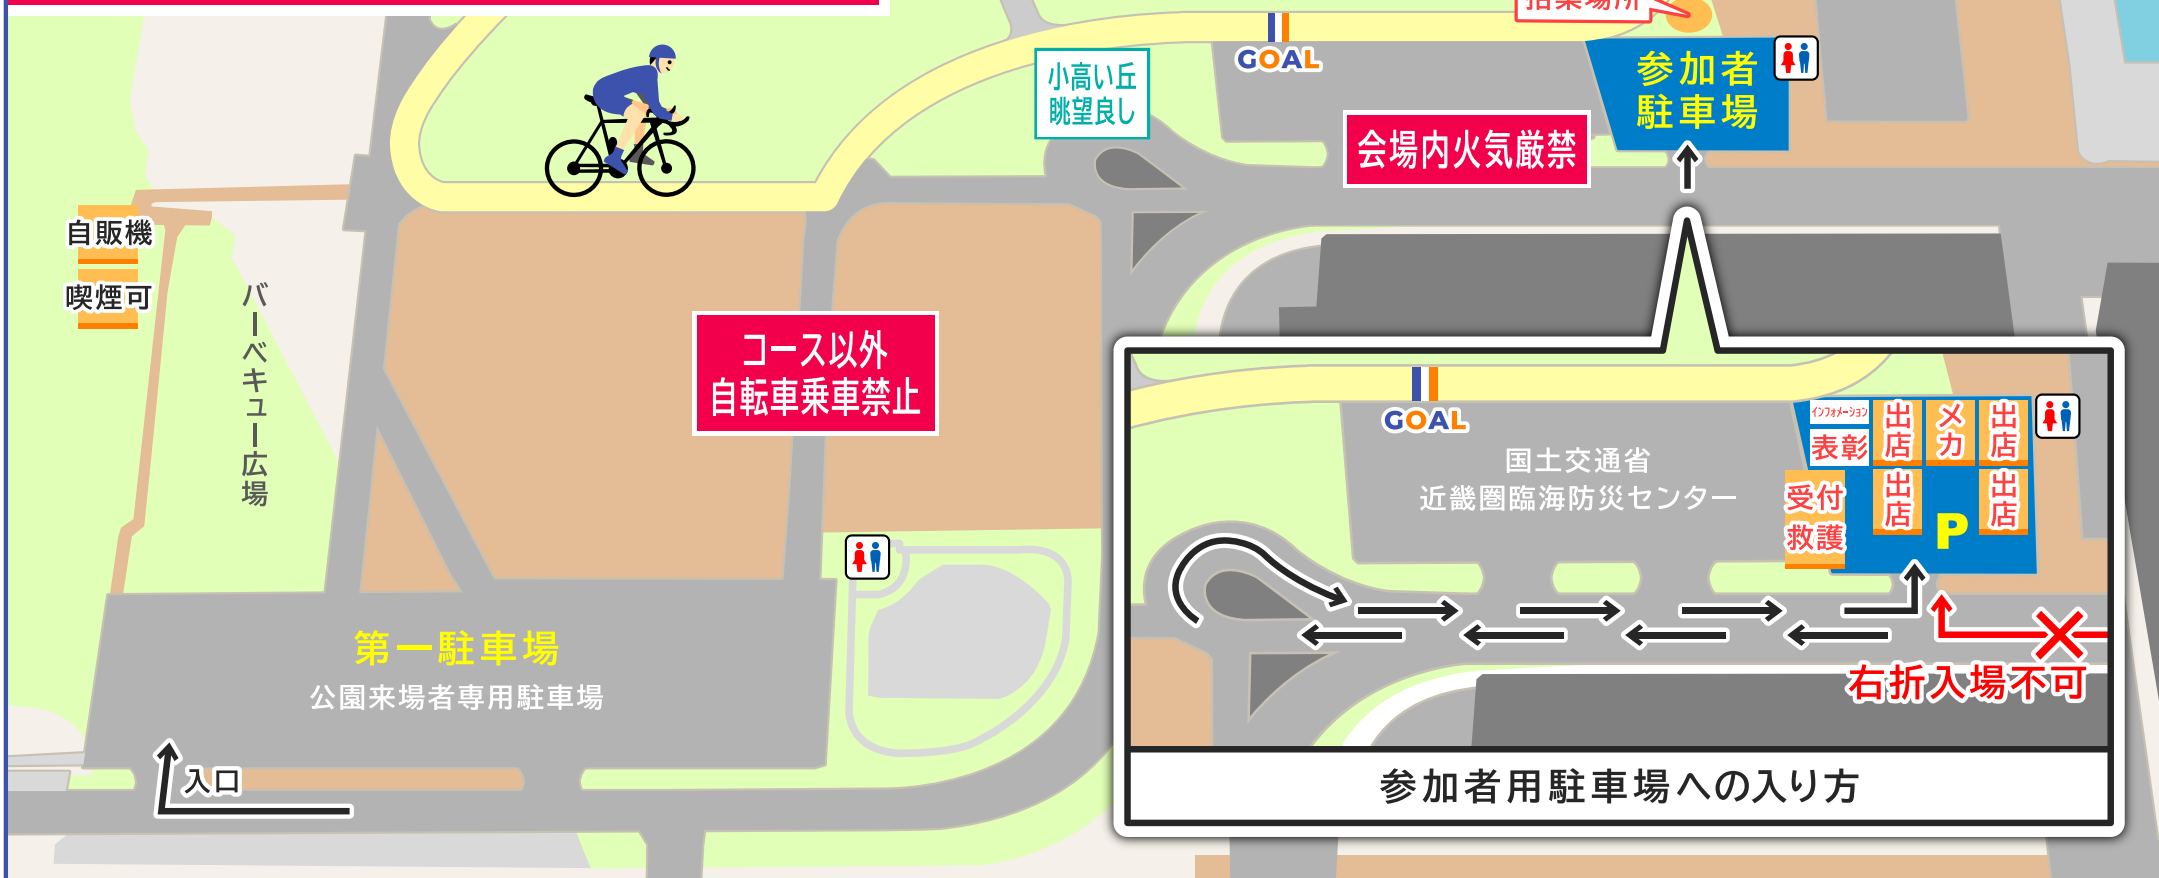 招集場所
GOAL
小高い丘
眺望良し
参加者
駐車場
会場内火気厳禁
自販機
喫煙可
バーベキュー広場
コース以外
自転車乗車禁止
第一駐車場
公園来場者専用駐車場
入口
GOAL
国土交通省
近畿圏臨海防災センター
インフォメーション
表彰
出店
メカ
出店
受付
救護
出店
P
出店
右折入場不可
参加者用駐車場への入り方